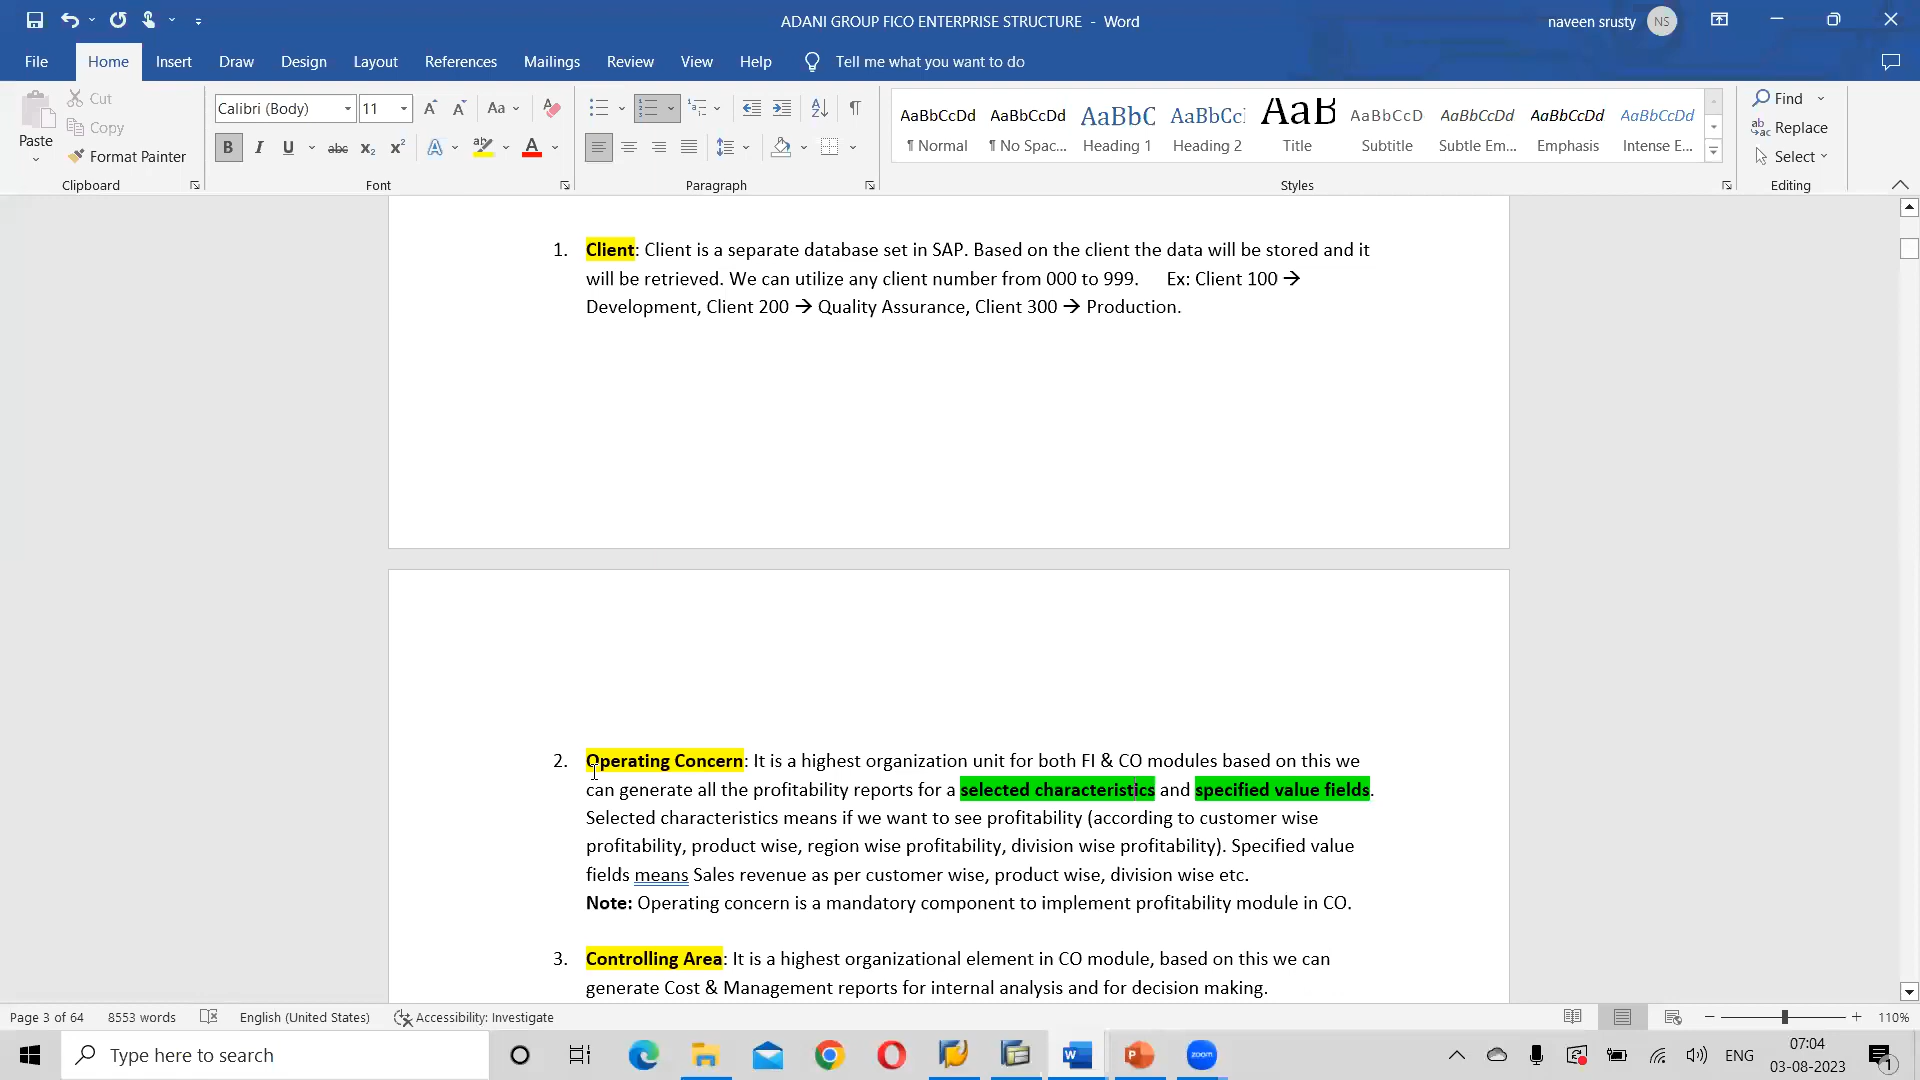 ADANI GROUP FICO ENTERPRISE STRUCTURE - Word
naveen srusty NS
File Home Insert Draw Design Layout References Mailings Review View Help Tell me what you want to do
Paste
Cut
Copy
Format Painter
Clipboard
Calibri (Body) 11
Font
Paragraph
AaBbCcDd AaBbCcDd AaBbC AaBbCc AaB AaBbCcD AaBbCcDd AaBbCcDd AaBbCcDd
¶ Normal ¶ No Spac... Heading 1 Heading 2 Title Subtitle Subtle Em... Emphasis Intense E...
Styles
Find
Replace
Select
Editing
1. Client: Client is a separate database set in SAP. Based on the client the data will be stored and it
will be retrieved. We can utilize any client number from 000 to 999. Ex: Client 100 →
Development, Client 200 → Quality Assurance, Client 300 → Production.
2. Operating Concern: It is a highest organization unit for both FI & CO modules based on this we
can generate all the profitability reports for a selected characteristics and specified value fields.
Selected characteristics means if we want to see profitability (according to customer wise
profitability, product wise, region wise profitability, division wise profitability). Specified value
fields means Sales revenue as per customer wise, product wise, division wise etc.
Note: Operating concern is a mandatory component to implement profitability module in CO.
3. Controlling Area: It is a highest organizational element in CO module, based on this we can
generate Cost & Management reports for internal analysis and for decision making.
Page 3 of 64 8553 words English (United States) Accessibility: Investigate 110%
Type here to search
zoom
ENG
07:04
03-08-2023
1